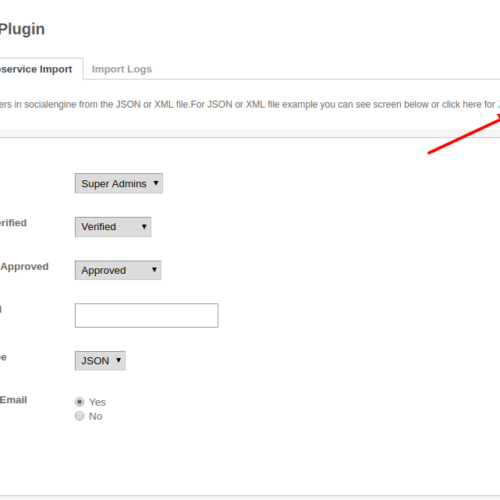 Plugin
service Import Import Logs
ers in socialengine from the JSON or XML file.For JSON or XML file example you can see screen below or click here for
Super Admins
erified Verified
Approved Approved
e JSON
Email Yes
No